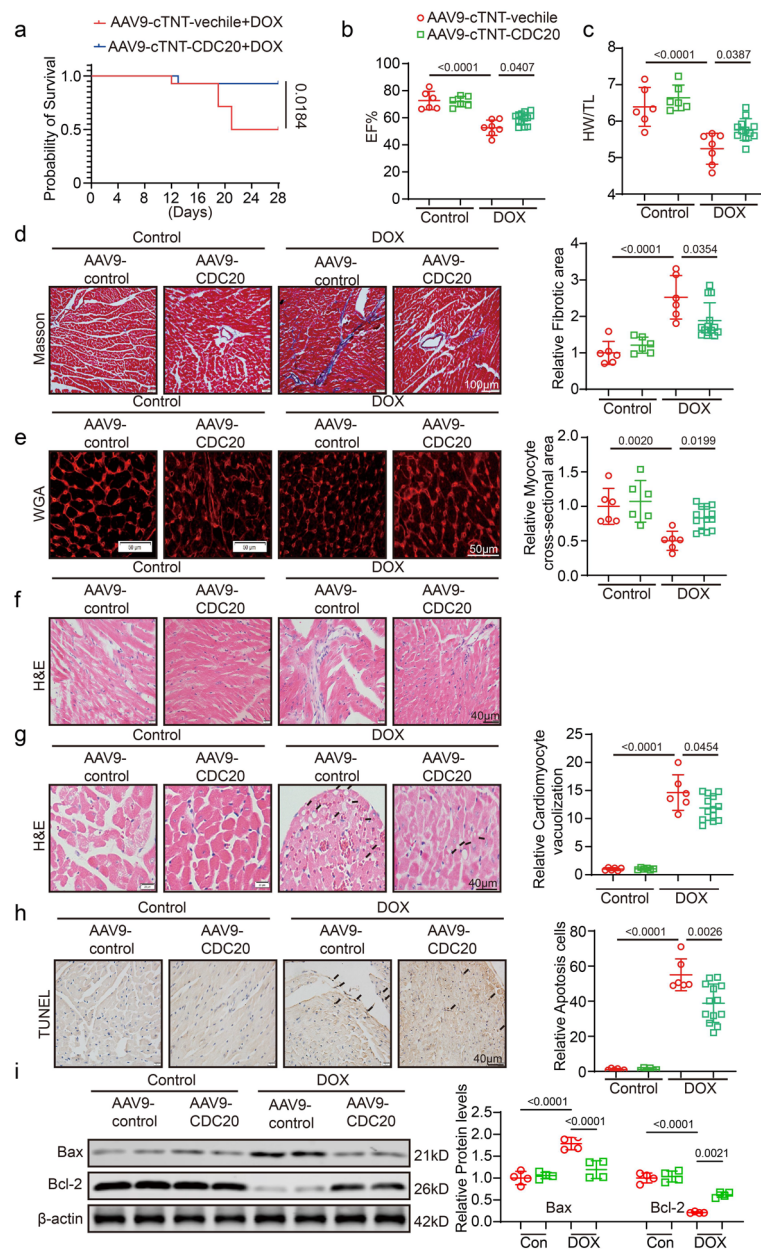 a
AAV9-cTNT-vechile+DOX
AAV9-cTNT-CDC20+DOX
Probability of Survival
1.0
0.5
0.0184
0 4 8 12 16 20 24 28
(Days)
b
AAV9-cTNT-vechile
AAV9-cTNT-CDC20
EF%
100
80
60
40
20
0
<0.0001 0.0407
Control DOX
c
HW/TL
7
6
5
4
<0.0001 0.0387
Control DOX
d
Control DOX
AAV9-control
AAV9-CDC20
AAV9-control
AAV9-CDC20
Masson
100μm
Relative Fibrotic area
4
3
2
1
0
<0.0001 0.0354
Control DOX
e
Control DOX
AAV9-control
AAV9-CDC20
AAV9-control
AAV9-CDC20
WGA
50μm
Relative Myocyte
cross-sectional area
2.0
1.5
1.0
0.5
0.0
0.0020 0.0199
Control DOX
f
Control DOX
AAV9-control
AAV9-CDC20
AAV9-control
AAV9-CDC20
H&E
40μm
g
Control DOX
AAV9-control
AAV9-CDC20
AAV9-control
AAV9-CDC20
H&E
40μm
Relative Cardiomyocyte
vacuolization
25
20
15
10
5
0
<0.0001 0.0454
Control DOX
h
Control DOX
AAV9-control
AAV9-CDC20
AAV9-control
AAV9-CDC20
TUNEL
40μm
Relative Apotosis cells
80
60
40
20
0
<0.0001 0.0026
Control DOX
i
Control DOX
AAV9-control
AAV9-CDC20
AAV9-control
AAV9-CDC20
Bax 21kD
Bcl-2 26kD
β-actin 42kD
Relative Protein levels
2.5
2.0
1.5
1.0
0.5
0.0
<0.0001
<0.0001
<0.0001
0.0021
Bax Bcl-2
Con DOX Con DOX